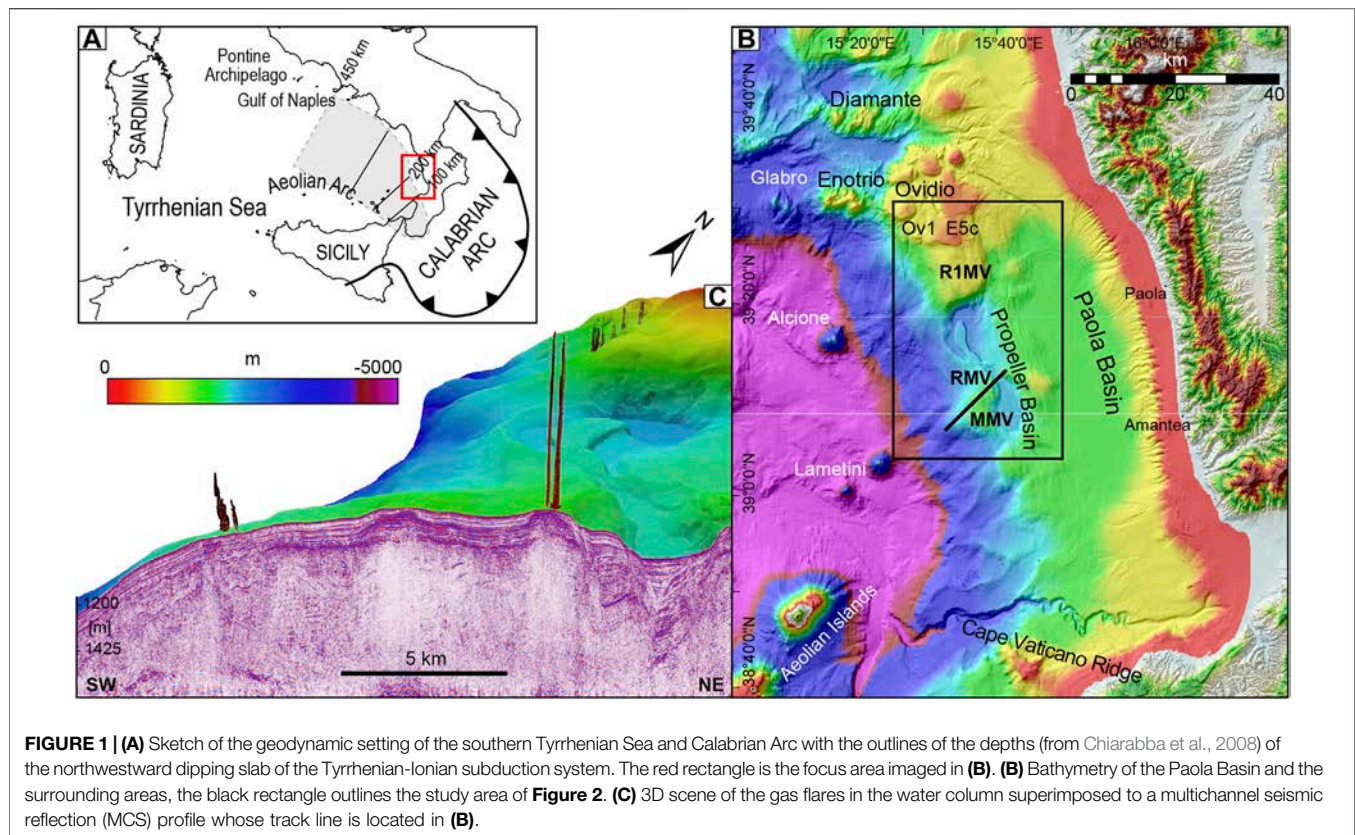 A
Pontine
Archipelago
Gulf of Naples
450 km
SARDINIA
200 km
100 km
Aeolian Arc
Tyrrhenian Sea
SICILY
CALABRIAN
ARC
N
C
m
0
-5000
1200
[m]
1425
5 km
SW
NE
B
15°20'0"E
15°40'0"E
16°0'0"E
km
0
20
40
39°40'0"N
39°20'0"N
39°0'0"N
38°40'0"N
Diamante
Glabro
Enotrio
Ovidio
Ov1
E5c
R1MV
Alcione
Paola
Propeller Basin
Paola Basin
RMV
MMV
Amantea
Lametini
Aeolian Islands
Cape Vaticano Ridge
FIGURE 1 | (A) Sketch of the geodynamic setting of the southern Tyrrhenian Sea and Calabrian Arc with the outlines of the depths (from Chiarabba et al., 2008) of
the northwestward dipping slab of the Tyrrhenian-Ionian subduction system. The red rectangle is the focus area imaged in (B). (B) Bathymetry of the Paola Basin and the
surrounding areas, the black rectangle outlines the study area of Figure 2. (C) 3D scene of the gas flares in the water column superimposed to a multichannel seismic
reflection (MCS) profile whose track line is located in (B).